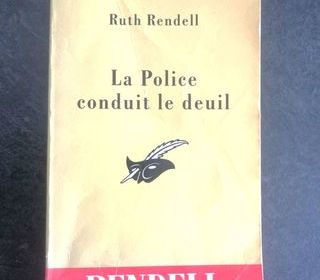 Ruth Rendell
La Police
conduit le deuil
RENDELL